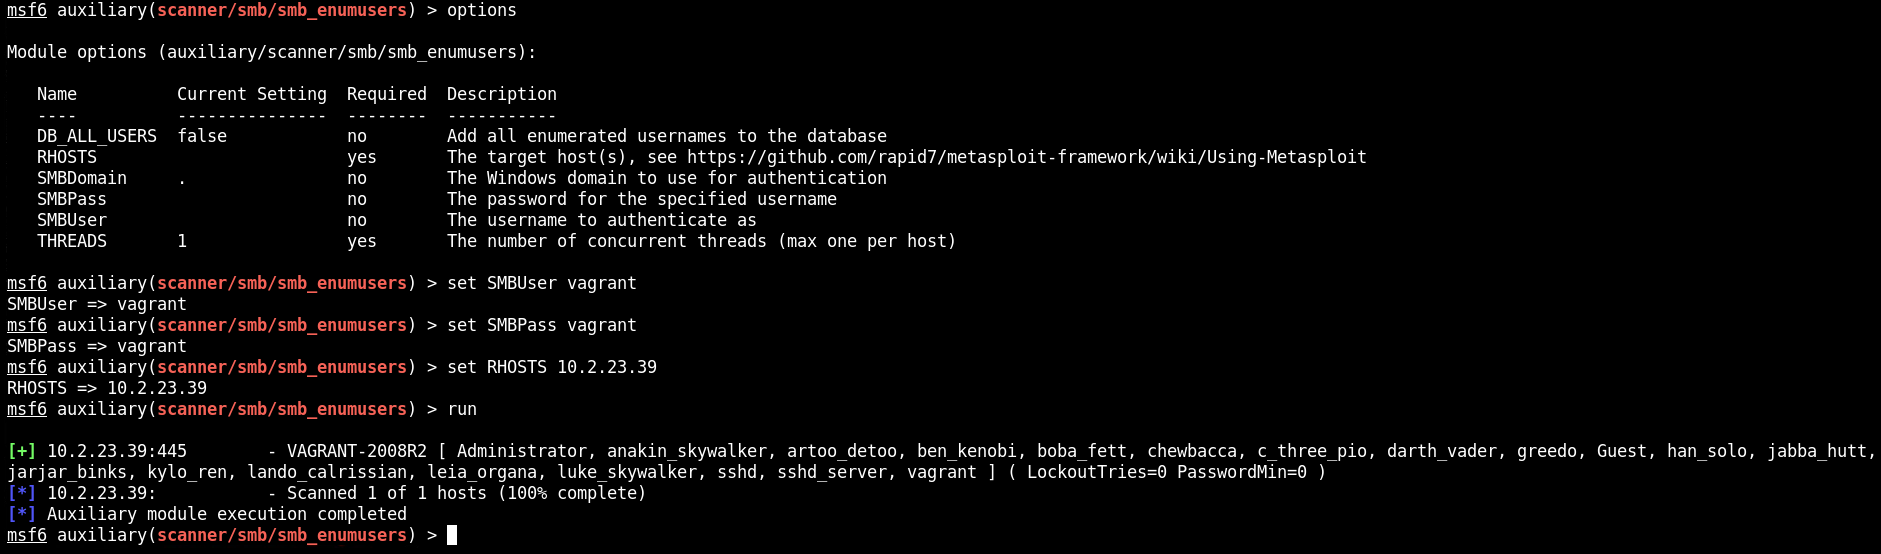 msf6 auxiliary(scanner/smb/smb_enumusers) > options

Module options (auxiliary/scanner/smb/smb_enumusers):

   Name          Current Setting  Required  Description
   ----          ---------------  --------  -----------
   DB_ALL_USERS  false            no        Add all enumerated usernames to the database
   RHOSTS                         yes       The target host(s), see https://github.com/rapid7/metasploit-framework/wiki/Using-Metasploit
   SMBDomain     .                no        The Windows domain to use for authentication
   SMBPass                        no        The password for the specified username
   SMBUser                        no        The username to authenticate as
   THREADS       1                yes       The number of concurrent threads (max one per host)

msf6 auxiliary(scanner/smb/smb_enumusers) > set SMBUser vagrant
SMBUser => vagrant
msf6 auxiliary(scanner/smb/smb_enumusers) > set SMBPass vagrant
SMBPass => vagrant
msf6 auxiliary(scanner/smb/smb_enumusers) > set RHOSTS 10.2.23.39
RHOSTS => 10.2.23.39
msf6 auxiliary(scanner/smb/smb_enumusers) > run

[+] 10.2.23.39:445        - VAGRANT-2008R2 [ Administrator, anakin_skywalker, artoo_detoo, ben_kenobi, boba_fett, chewbacca, c_three_pio, darth_vader, greedo, Guest, han_solo, jabba_hutt,
jarjar_binks, kylo_ren, lando_calrissian, leia_organa, luke_skywalker, sshd, sshd_server, vagrant ] ( LockoutTries=0 PasswordMin=0 )
[*] 10.2.23.39:           - Scanned 1 of 1 hosts (100% complete)
[*] Auxiliary module execution completed
msf6 auxiliary(scanner/smb/smb_enumusers) >